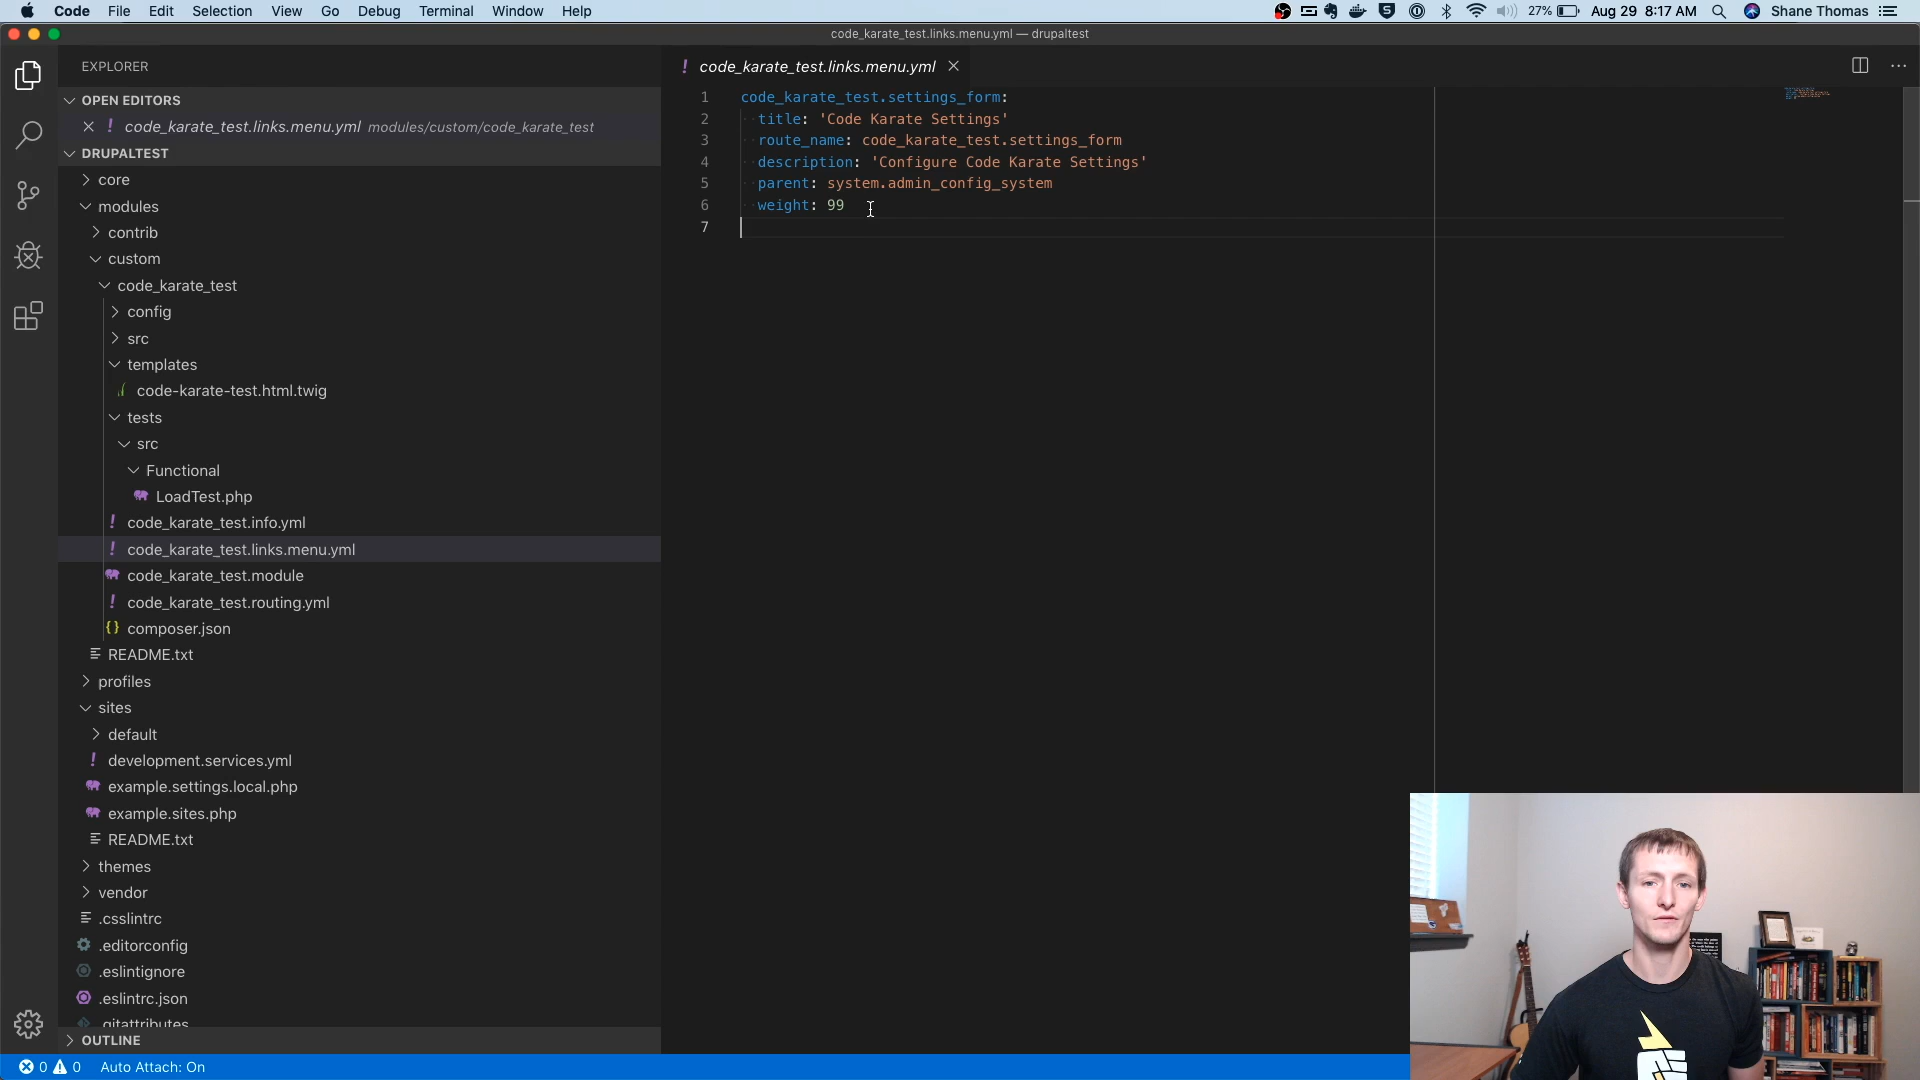 Code File Edit Selection View Go Debug Terminal Window Help
27% Aug 29 8:17 AM Shane Thomas
code_karate_test.links.menu.yml — drupaltest
EXPLORER
OPEN EDITORS
code_karate_test.links.menu.yml modules/custom/code_karate_test
DRUPALTEST
core
modules
contrib
custom
code_karate_test
config
src
templates
code-karate-test.html.twig
tests
src
Functional
LoadTest.php
code_karate_test.info.yml
code_karate_test.links.menu.yml
code_karate_test.module
code_karate_test.routing.yml
composer.json
README.txt
profiles
sites
default
development.services.yml
example.settings.local.php
example.sites.php
README.txt
themes
vendor
.csslintrc
.editorconfig
.eslintignore
.eslintrc.json
.gitattributes
OUTLINE
0 0 Auto Attach: On
code_karate_test.links.menu.yml
1 code_karate_test.settings_form:
2 title: 'Code Karate Settings'
3 route_name: code_karate_test.settings_form
4 description: 'Configure Code Karate Settings'
5 parent: system.admin_config_system
6 weight: 99
7